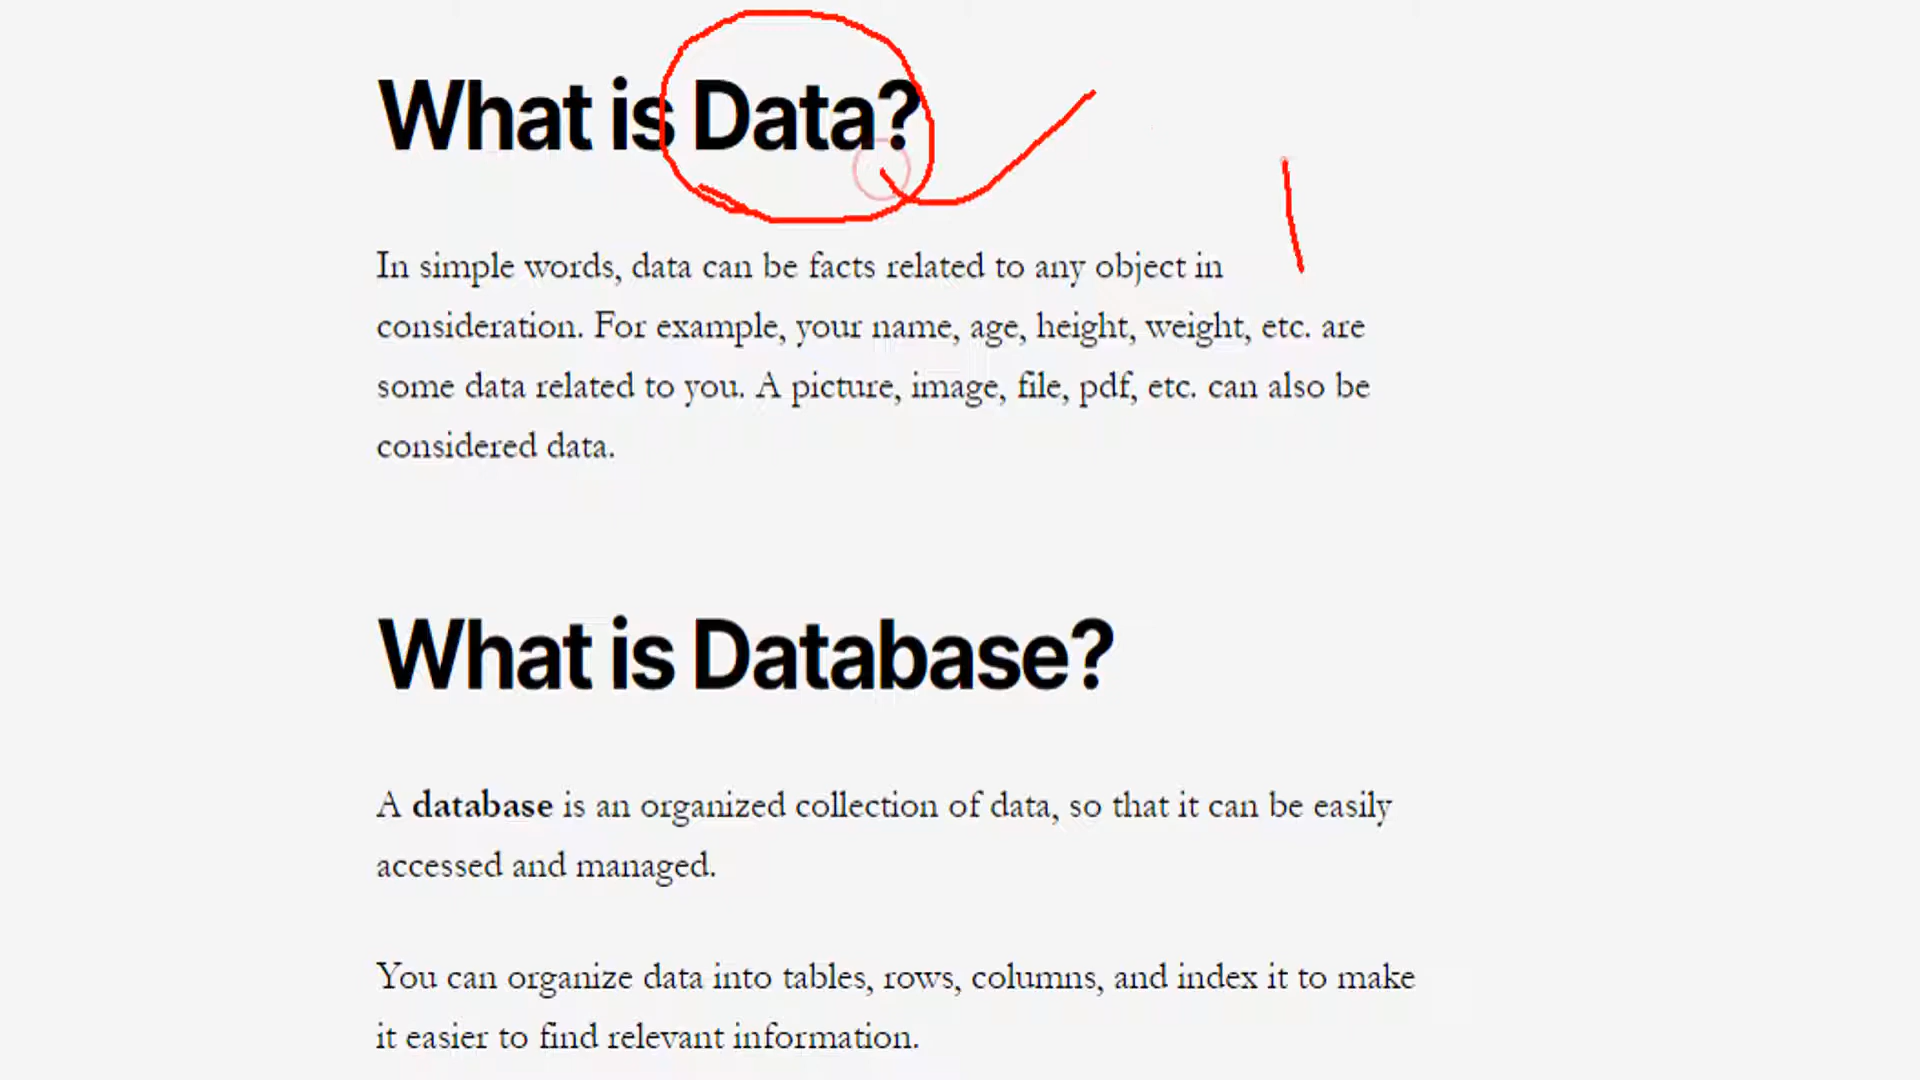 What is Data?
In simple words, data can be facts related to any object in
consideration. For example, your name, age, height, weight, etc. are
some data related to you. A picture, image, file, pdf, etc. can also be
considered data.
What is Database?
A database is an organized collection of data, so that it can be easily
accessed and managed.
You can organize data into tables, rows, columns, and index it to make
it easier to find relevant information.